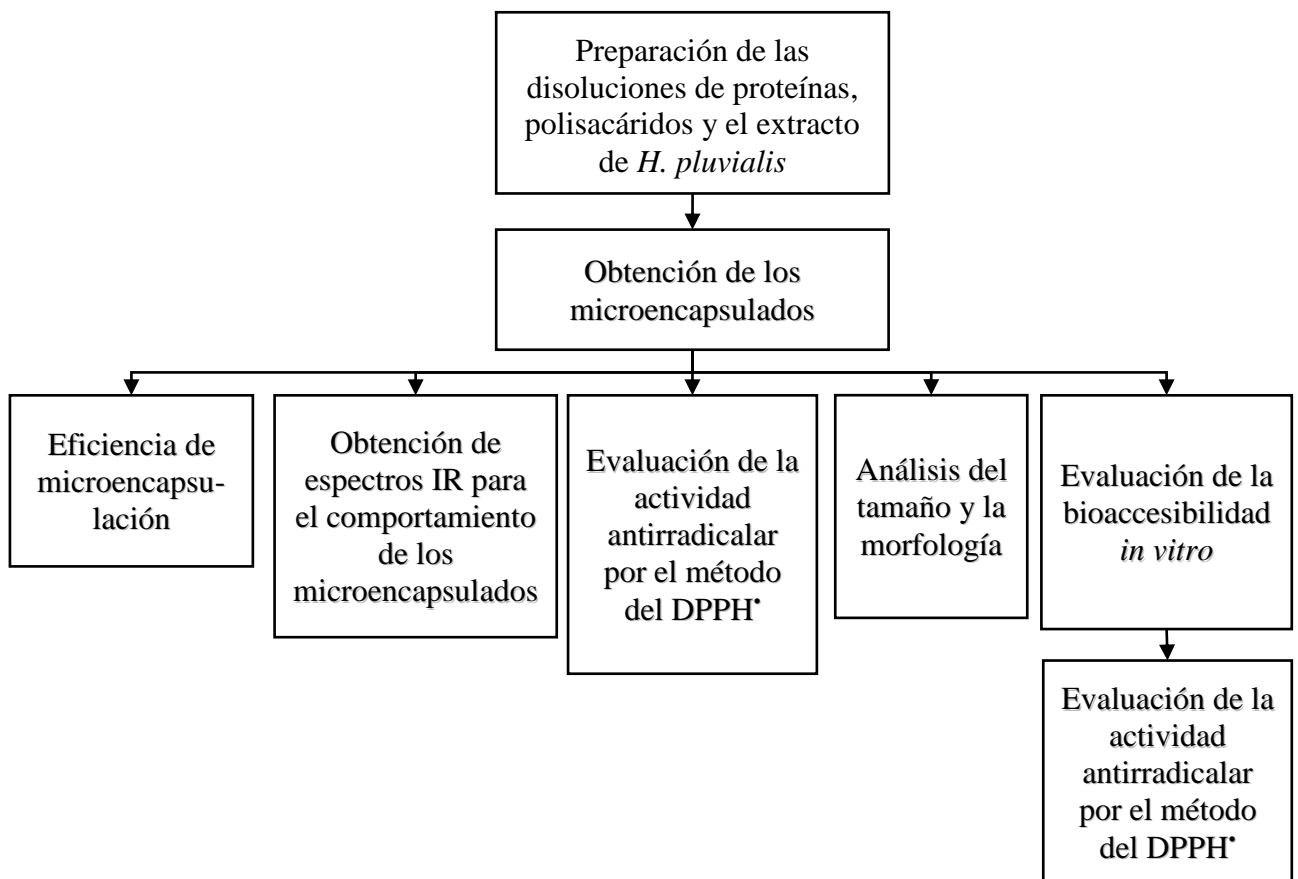 Preparación de las
disoluciones de proteínas,
polisacáridos y el extracto
de H. pluvialis
Obtención de los
microencapsulados
Eficiencia de
microencapsu-
lación
Obtención de
espectros IR para
el comportamiento
de los
microencapsulados
Evaluación de la
actividad
antirradicalar
por el método
del DPPH•
Análisis del
tamaño y la
morfología
Evaluación de la
bioaccesibilidad
in vitro
Evaluación de la
actividad
antirradicalar
por el método
del DPPH•